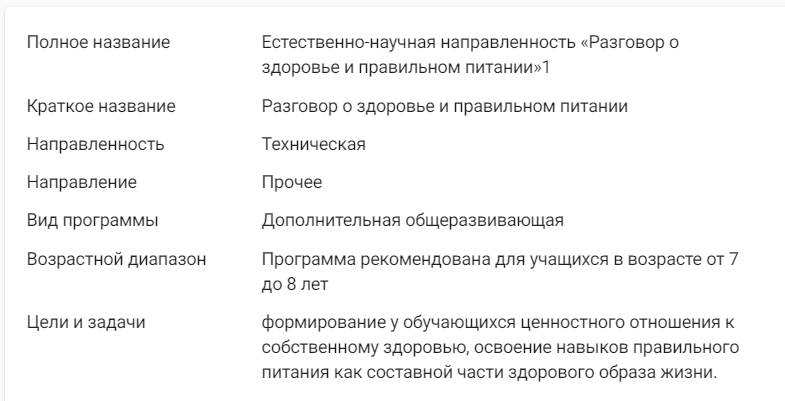 Полное название Естественно-научная направленность «Разговор о
здоровье и правильном питании»1
Краткое название Разговор о здоровье и правильном питании
Направленность Техническая
Направление Прочее
Вид программы Дополнительная общеразвивающая
Возрастной диапазон Программа рекомендована для учащихся в возрасте от 7
до 8 лет
Цели и задачи формирование у обучающихся ценностного отношения к
собственному здоровью, освоение навыков правильного
питания как составной части здорового образа жизни.